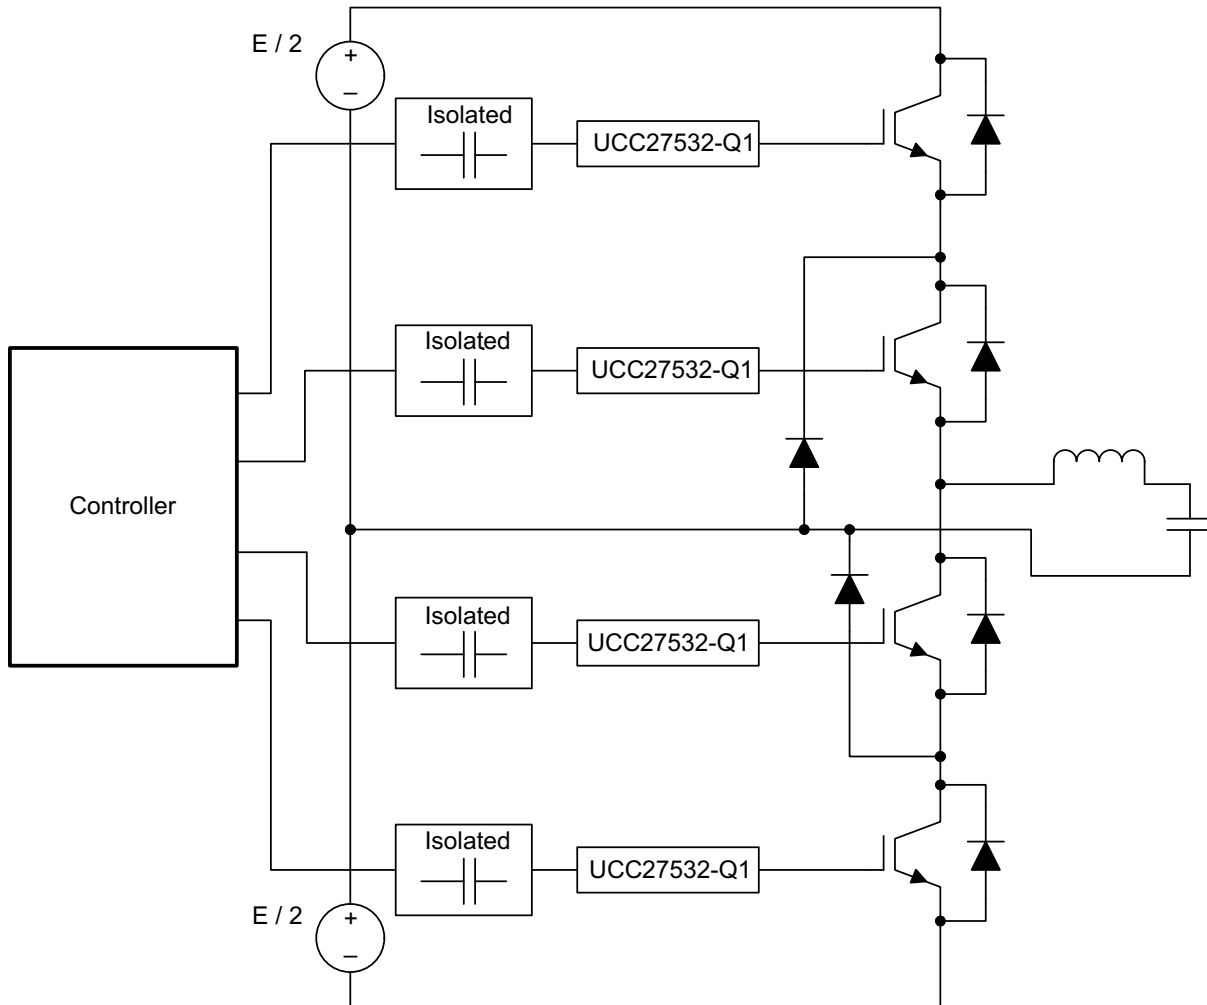 E / 2
+
–
Isolated
UCC27532-Q1
Isolated
UCC27532-Q1
Controller
Isolated
UCC27532-Q1
Isolated
UCC27532-Q1
E / 2
+
–